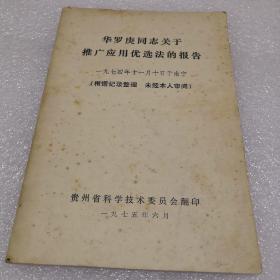 华罗庚同志关于
推广应用优选法的报告
一九七四年十一月十日于南宁
（根据纪录整理　未经本人审阅）
贵州省科学技术委员会翻印
一九七五年六月